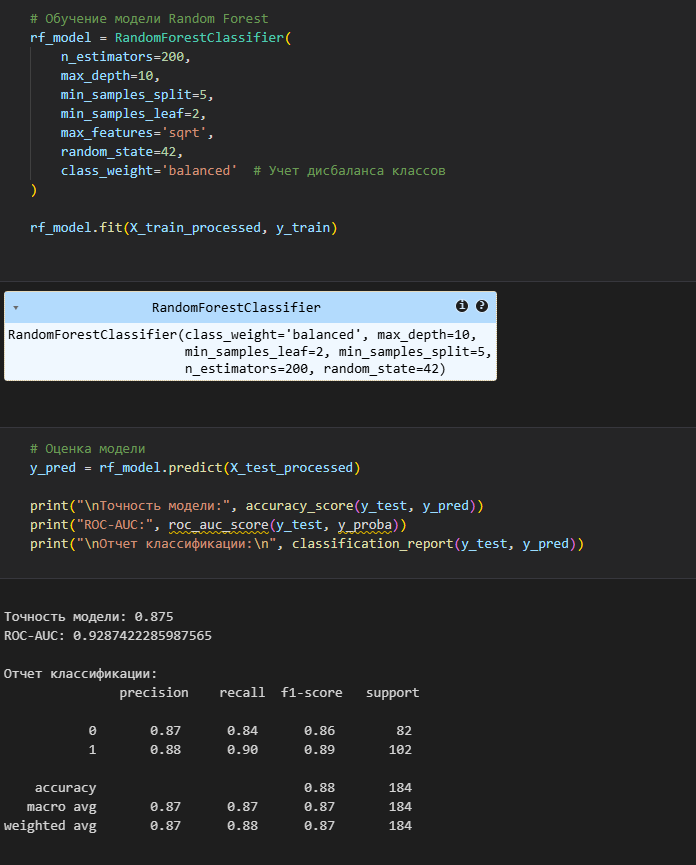 # Обучение модели Random Forest
rf_model = RandomForestClassifier(
    n_estimators=200,
    max_depth=10,
    min_samples_split=5,
    min_samples_leaf=2,
    max_features='sqrt',
    random_state=42,
    class_weight='balanced'  # Учет дисбаланса классов
)
rf_model.fit(X_train_processed, y_train)
RandomForestClassifier
RandomForestClassifier(class_weight='balanced', max_depth=10,
                       min_samples_leaf=2, min_samples_split=5,
                       n_estimators=200, random_state=42)
# Оценка модели
y_pred = rf_model.predict(X_test_processed)
print("\nТочность модели:", accuracy_score(y_test, y_pred))
print("ROC-AUC:", roc_auc_score(y_test, y_proba))
print("\nОтчет классификации:\n", classification_report(y_test, y_pred))
Точность модели: 0.875
ROC-AUC: 0.9287422285987565
Отчет классификации:
               precision    recall  f1-score   support
           0       0.87      0.84      0.86        82
           1       0.88      0.90      0.89       102
    accuracy                           0.88       184
   macro avg       0.87      0.87      0.87       184
weighted avg       0.87      0.88      0.87       184